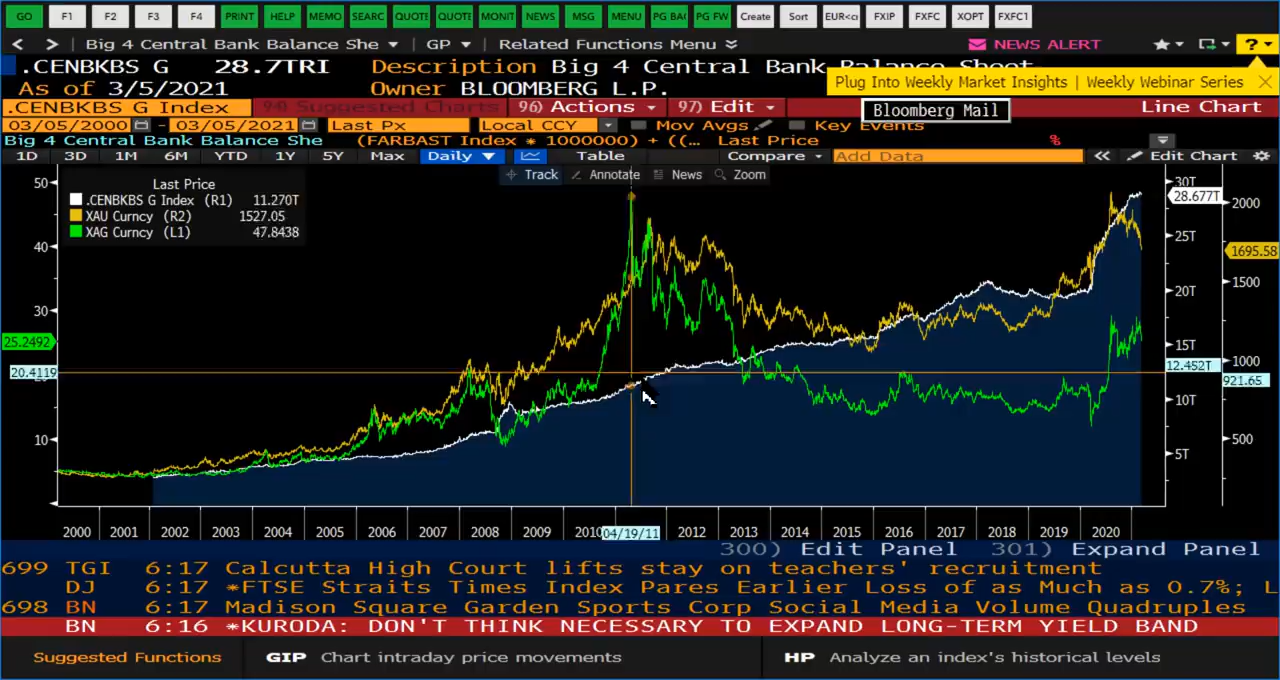 GO F1 F2 F3 F4 PRINT HELP MEMO SEARC QUOTE QUOTE MONIT NEWS MSG MENU PG BAC PG FW Create Sort EUR<cr FXIP FXFC XQPT FXFC1
< > Big 4 Central Bank Balance She GP Related Functions Menu NEWS ALERT ?
.CENBKBS G 28.7TRI Description Big 4 Central Bank Balance Sheet
Plug Into Weekly Market Insights | Weekly Webinar Series
As of 3/5/2021 Owner BLOOMBERG L.P.
.CENBKBS G Index 94) Suggested Charts 96) Actions 97) Edit Bloomberg Mail Line Chart
03/05/2000 - 03/05/2021 Last Px Local CCY Mov Avgs Key Events
Big 4 Central Bank Balance She (FARBAST Index * 1000000) + ((... Last Price %
1D 3D 1M 6M YTD 1Y 5Y Max Daily Table Compare Add Data << Edit Chart
Track Annotate News Zoom
Last Price
.CENBKBS G Index (R1) 11.270T
XAU Curncy (R2) 1527.05
XAG Curncy (L1) 47.8438
50
40
30
25.2492
20.4119
10
30T
28.677T
25T
20T
15T
12.452T
10T
5T
2000
1695.58
1500
1000
921.65
500
2000 2001 2002 2003 2004 2005 2006 2007 2008 2009 2010 04/19/11 2012 2013 2014 2015 2016 2017 2018 2019 2020
300) Edit Panel 301) Expand Panel
699 TGI 6:17 Calcutta High Court lifts stay on teachers' recruitment
DJ 6:17 *FTSE Straits Times Index Pares Earlier Loss of as Much as 0.7%; L
698 BN 6:17 Madison Square Garden Sports Corp Social Media Volume Quadruples
BN 6:16 *KURODA: DON'T THINK NECESSARY TO EXPAND LONG-TERM YIELD BAND
Suggested Functions GIP Chart intraday price movements HP Analyze an index's historical levels